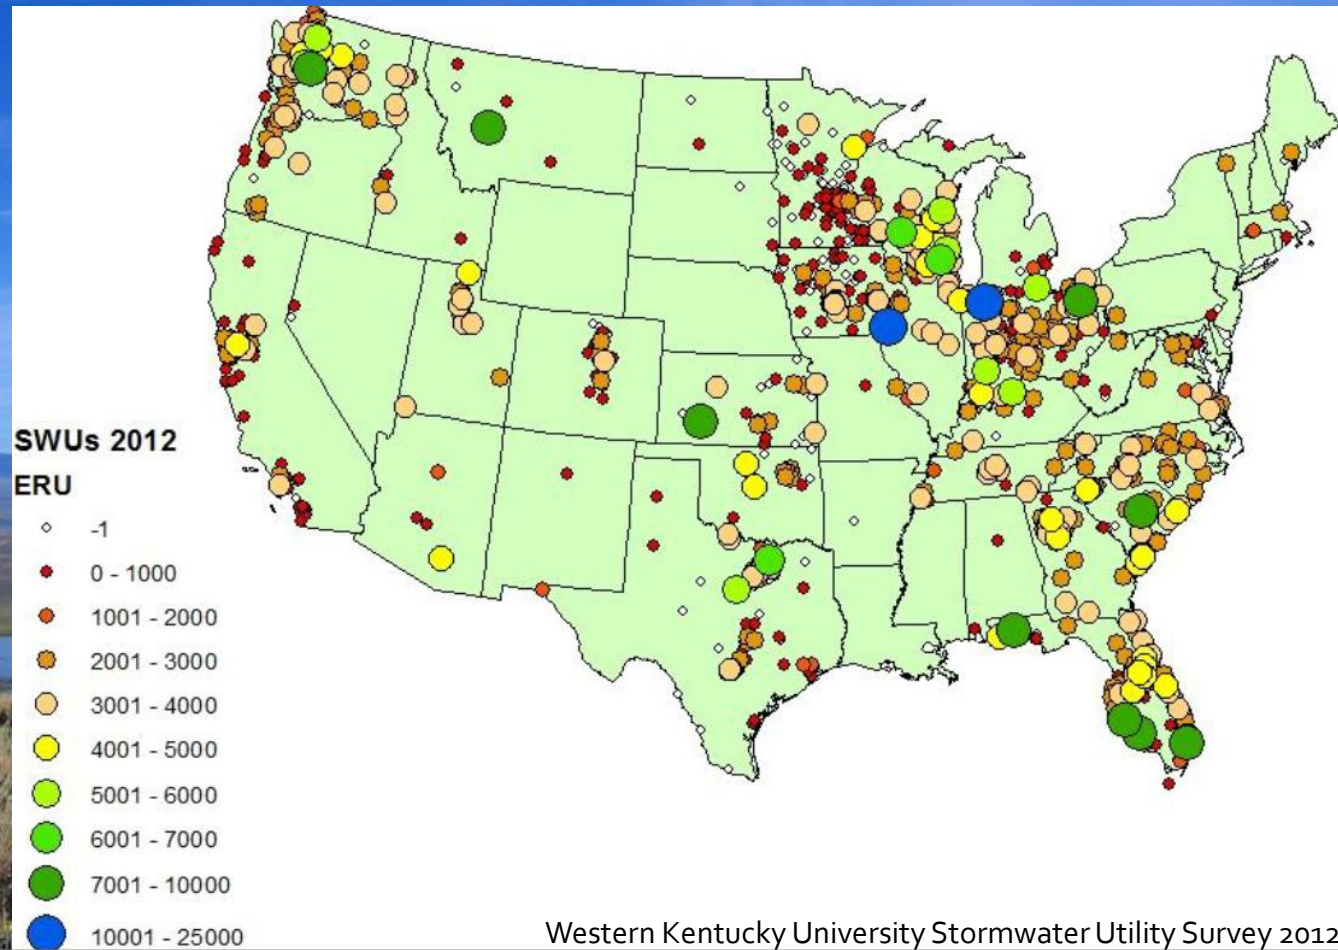 SWUs 2012
ERU
-1
0 - 1000
1001 - 2000
2001 - 3000
3001 - 4000
4001 - 5000
5001 - 6000
6001 - 7000
7001 - 10000
10001 - 25000
Western Kentucky University Stormwater Utility Survey 2012